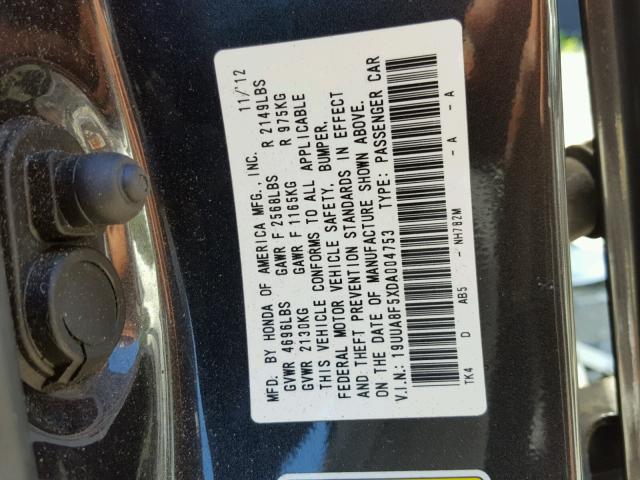 MFD. BY HONDA OF AMERICA MFG., INC. 11/12
GVWR 4696LBS GAWR F 2568LBS R 2149LBS
GVWR 2130KG GAWR F 1165KG R 975KG
THIS VEHICLE CONFORMS TO ALL APPLICABLE
FEDERAL MOTOR VEHICLE SAFETY, BUMPER,
AND THEFT PREVENTION STANDARDS IN EFFECT
ON THE DATE OF MANUFACTURE SHOWN ABOVE.
V.I.N.: 19UUA8F5XDA004753 TYPE: PASSENGER CAR
TK4 D AB5 - NH782M - A - A